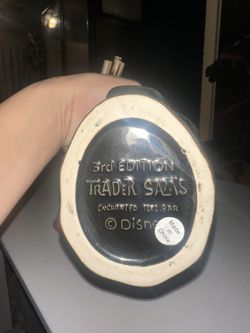 3rd EDITION
TRADER SAM'S
ENCHANTED TIKI BAR
© Disney
Made
in
China